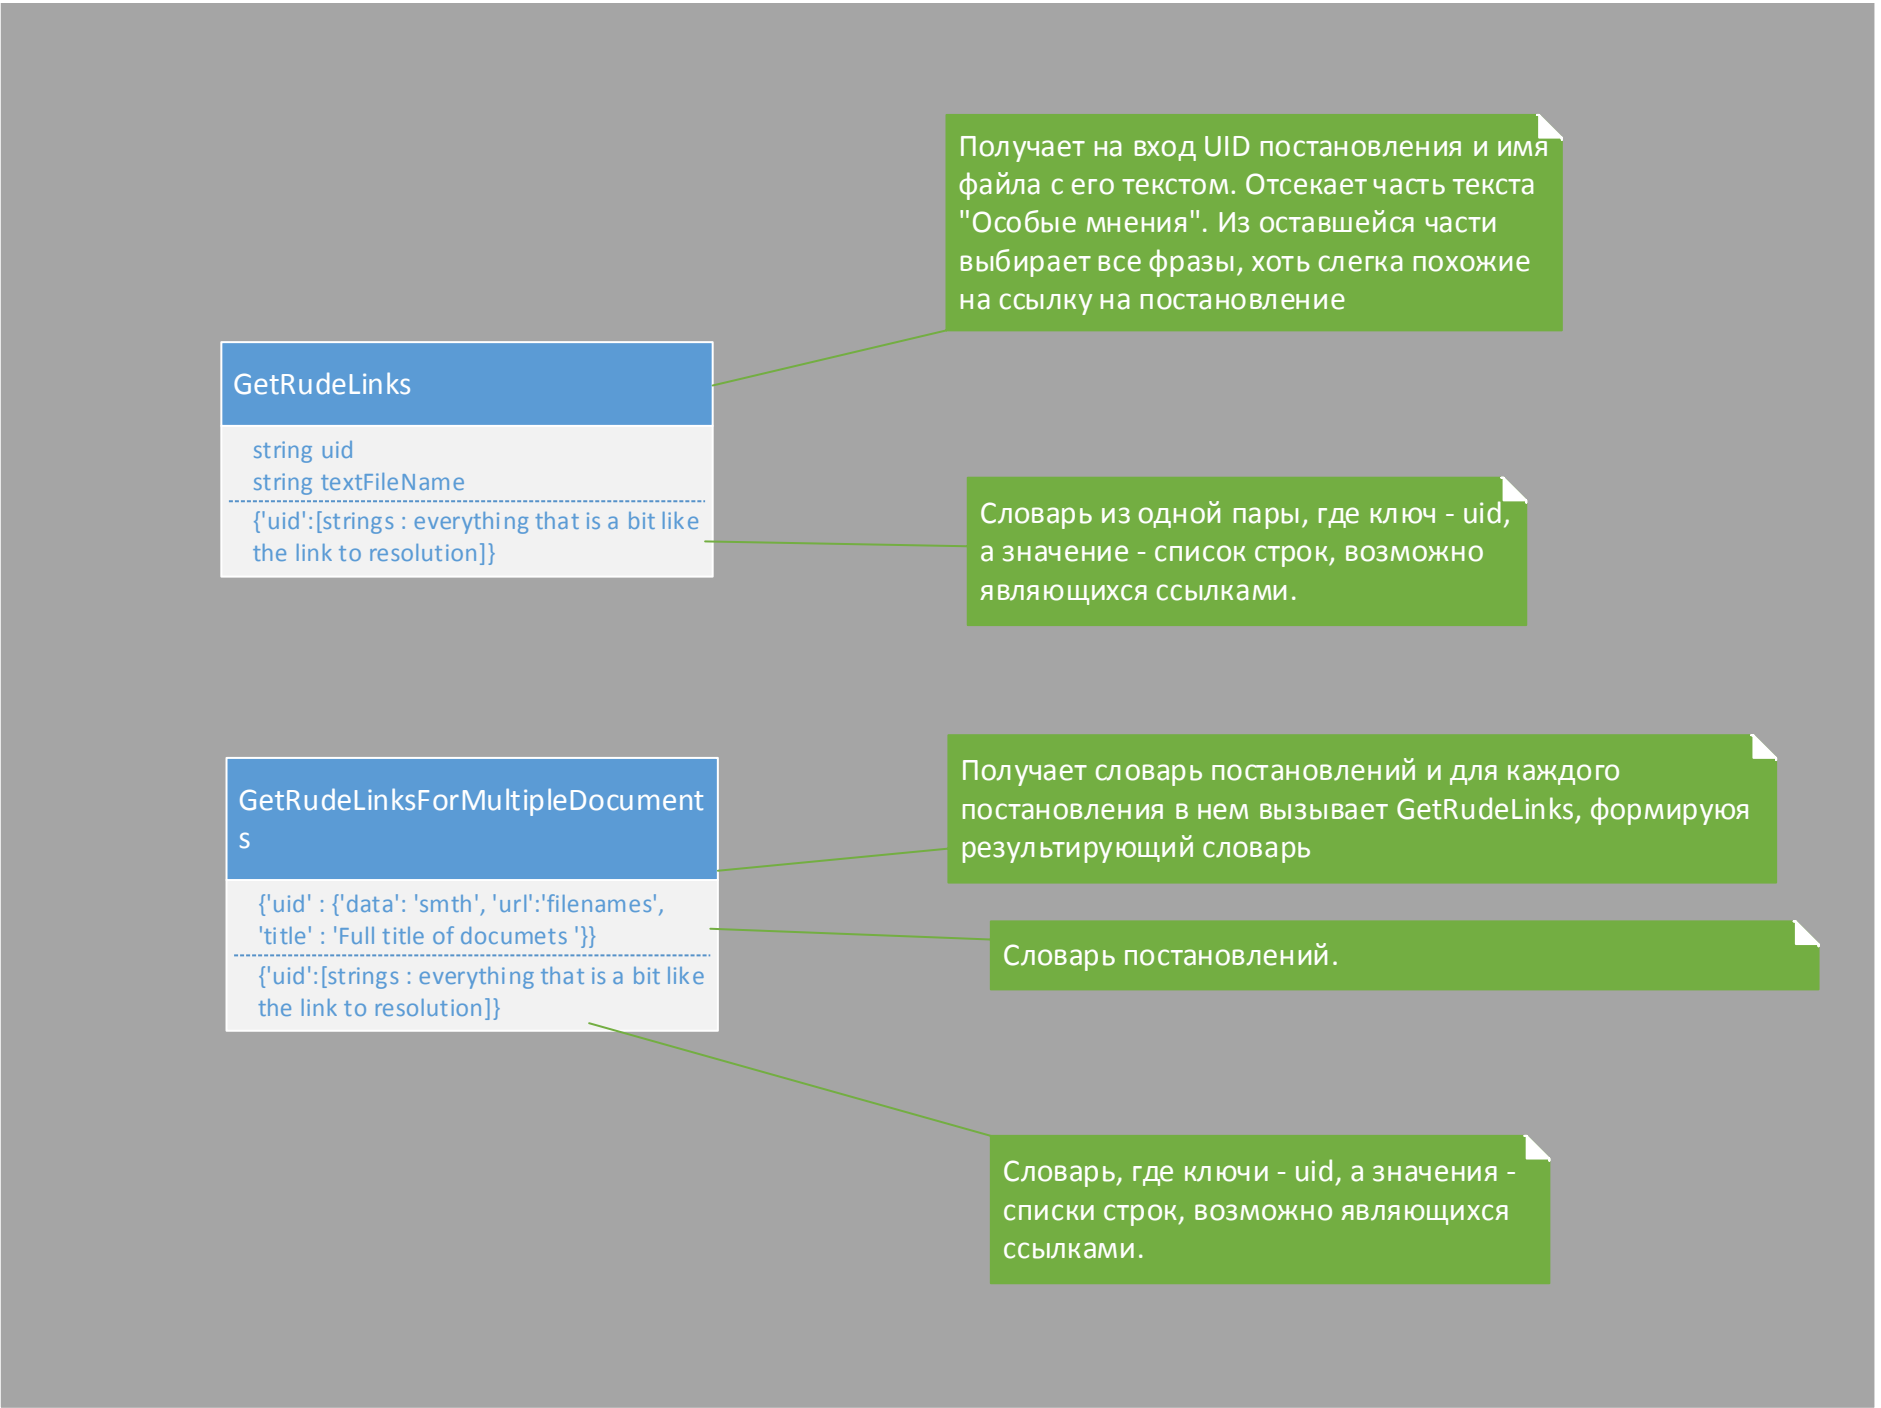 Получает на вход UID постановления и имя
файла с его текстом. Отсекает часть текста
"Особые мнения". Из оставшейся части
выбирает все фразы, хоть слегка похожие
на ссылку на постановление
GetRudeLinks
string uid
string textFileName
{'uid':[strings : everything that is a bit like
the link to resolution]}
Словарь из одной пары, где ключ - uid,
а значение - список строк, возможно
являющихся ссылками.
GetRudeLinksForMultipleDocument
s
{'uid' : {'data': 'smth', 'url':'filenames',
'title' : 'Full title of documets '}}
{'uid':[strings : everything that is a bit like
the link to resolution]}
Получает словарь постановлений и для каждого
постановления в нем вызывает GetRudeLinks, формируюя
результирующий словарь
Словарь постановлений.
Словарь, где ключи - uid, а значения -
списки строк, возможно являющихся
ссылками.